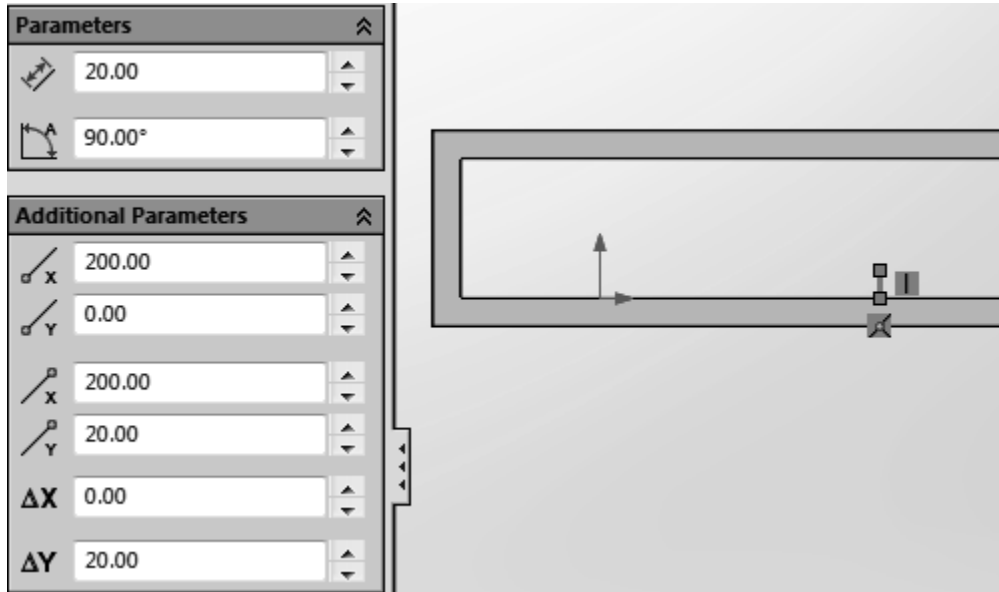 Parameters
20.00
A
90.00°
Additional Parameters
X
200.00
Y
0.00
X
200.00
Y
20.00
ΔX
0.00
ΔY
20.00